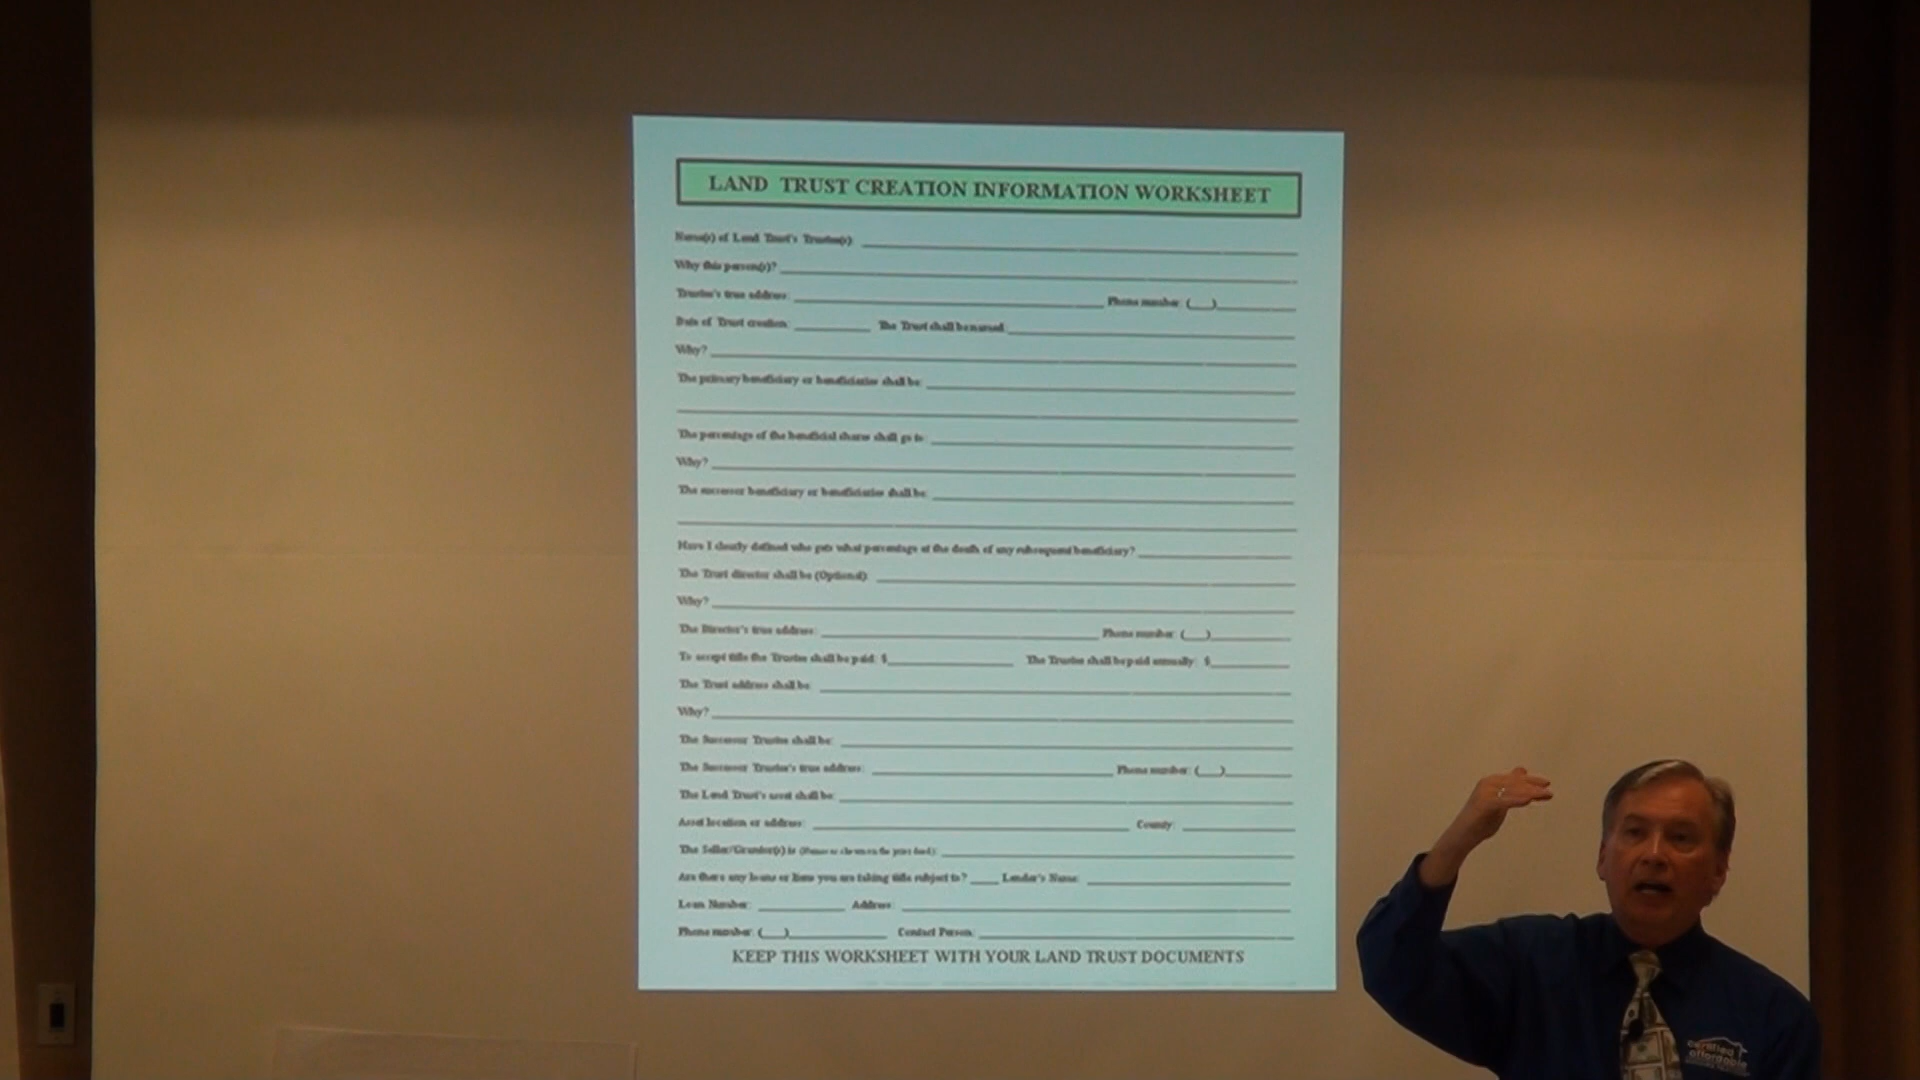 LAND TRUST CREATION INFORMATION WORKSHEET
Name(s) of Land Trust's Trustee(s):
Why this person(s)?
Trustee's true address: Phone number: ( )
Date of Trust creation: The Trust shall be named
Why?
The primary beneficiary or beneficiaries shall be:
The percentage of the beneficial shares shall go to:
Why?
The successor beneficiary or beneficiaries shall be:
Have I clearly defined who gets what percentage at the death of any subsequent beneficiary?
The Trust director shall be (Optional):
Why?
The Director's true address: Phone number: ( )
To accept title the Trustee shall be paid: $ The Trustee shall be paid annually: $
The Trust address shall be:
Why?
The Successor Trustee shall be:
The Successor Trustee's true address: Phone number: ( )
The Land Trust's asset shall be:
Asset location or address: County:
The Seller/Grantor(s) is
Are there any loans or liens you are taking title subject to? Lender's Name:
Loan Number: Address:
Phone number: ( ) Contact Person:
KEEP THIS WORKSHEET WITH YOUR LAND TRUST DOCUMENTS
certified
affordable